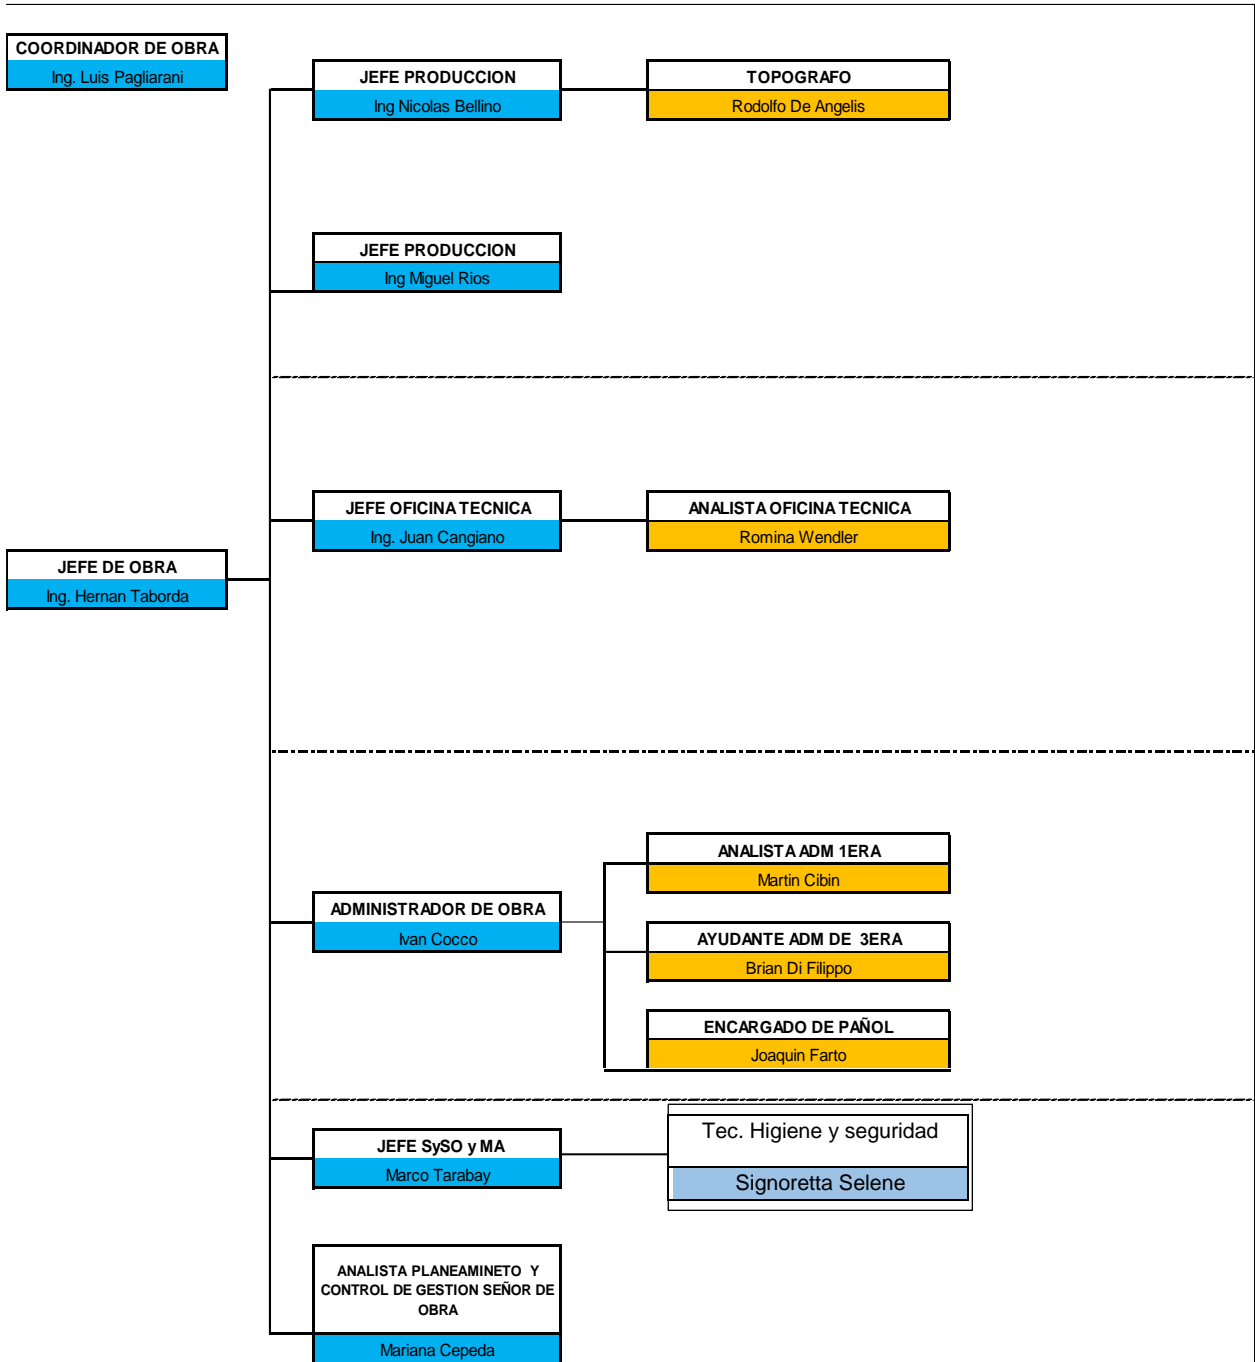 COORDINADOR DE OBRA
Ing. Luis Pagliarani
JEFE PRODUCCION
Ing Nicolas Bellino
TOPOGRAFO
Rodolfo De Angelis
JEFE PRODUCCION
Ing Miguel Rios
JEFE OFICINA TECNICA
Ing. Juan Cangiano
ANALISTA OFICINA TECNICA
Romina Wendler
JEFE DE OBRA
Ing. Hernan Taborda
ANALISTA ADM 1ERA
Martin Cibin
ADMINISTRADOR DE OBRA
Ivan Cocco
AYUDANTE ADM DE 3ERA
Brian Di Filippo
ENCARGADO DE PAÑOL
Joaquin Farto
JEFE SySO y MA
Marco Tarabay
Tec. Higiene y seguridad
Signoretta Selene
ANALISTA PLANEAMINETO Y
CONTROL DE GESTION SEÑOR DE
OBRA
Mariana Cepeda